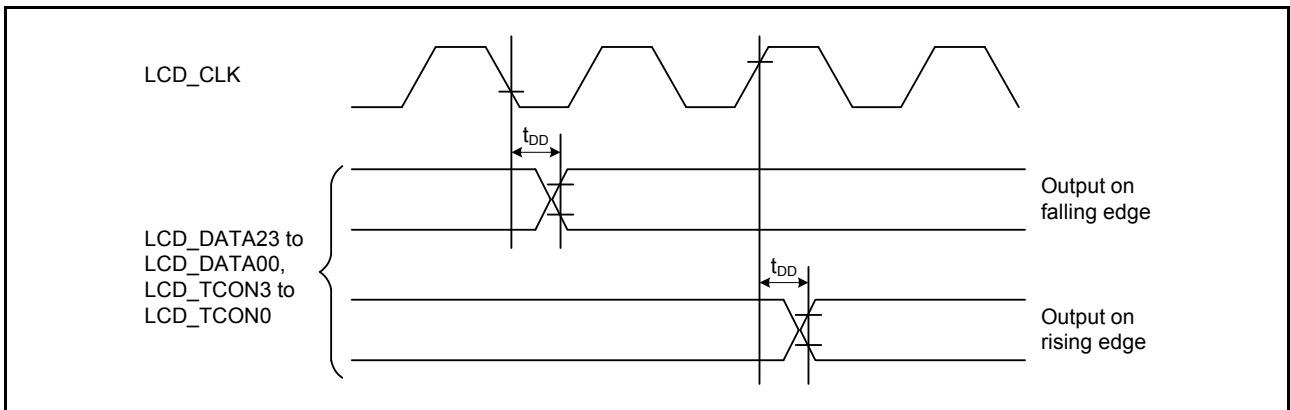 LCD_CLK
tDD
Output on
falling edge
LCD_DATA23 to
LCD_DATA00,
LCD_TCON3 to
LCD_TCON0
tDD
Output on
rising edge